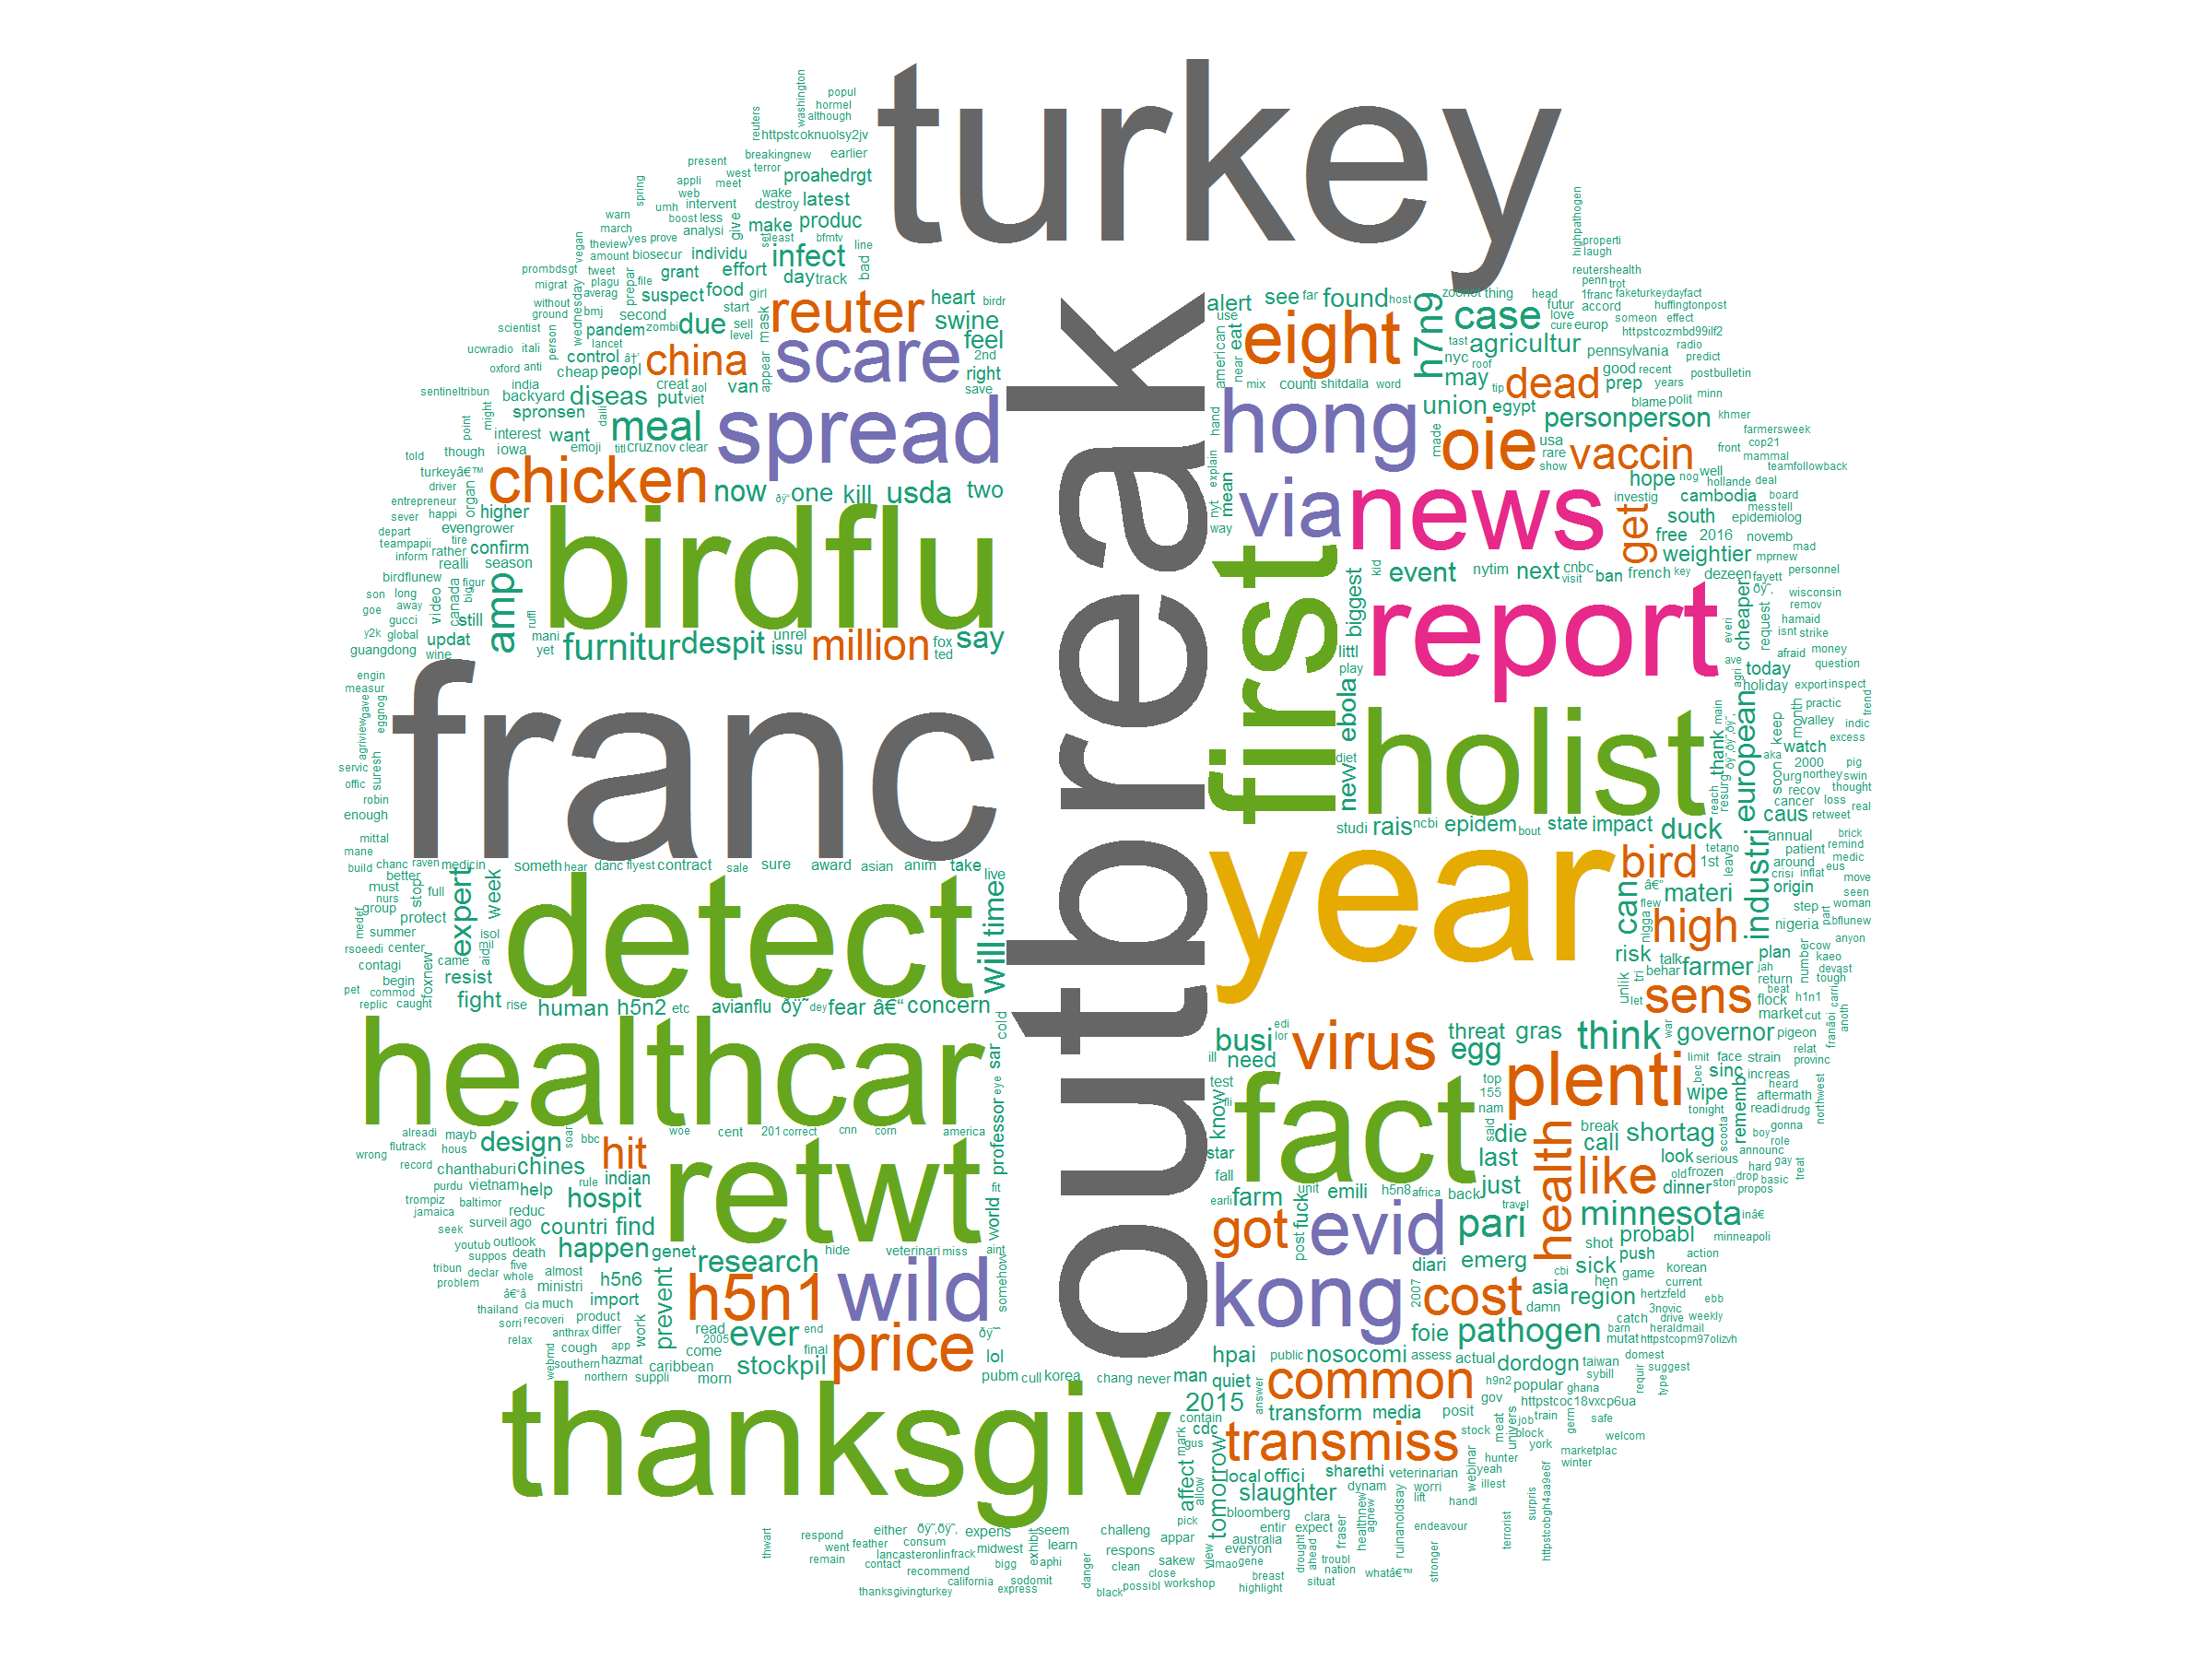 turkey
outbreak
franc
year
birdflu
first
holist
detect
healthcar
retwt
fact
thanksgiv
news
report
spread
scare
hong
via
evid
kong
wild
reuter
china
chicken
million
eight
dead
oie
vaccin
get
bird
high
sens
virus
plenti
health
like
hit
h5n1
price
got
cost
common
transmiss
infect
swine
feel
due
diseas
put
meal
now
one
kill
usda
two
amp
furnitur
despit
issu
say
alert
see
found
h7n9
case
agricultur
may
prep
union
egypt
personperson
hope
south
weightier
event
next
biggest
ebola
new
european
cheaper
today
industri
rais
epidem
state
impact
duck
caus
materi
can
risk
farmer
think
governor
threat
gras
busi
need
egg
know
wipe
sinc
rememb
die
last
just
call
shortag
look
dinner
minnesota
probabl
sick
asia
region
pathogen
foie
pari
emerg
farm
emili
diari
fuck
nosocomi
dordogn
hpai
quiet
2015
transform
media
posit
popular
tomorrow
affect
local
offici
slaughter
sharethi
expert
week
will
time
fight
resist
human
h5n2
avianflu
fear
concern
design
chines
hospit
countri
find
happen
research
prevent
ever
stockpil
professor
world
lol
man
proahedrgt
latest
produc
make
effort
day
track
food
suspect
grant
individu
httpstcoknuolsy2jv
breakingnew
earlier
popul
hormel
although
washington
reuters
present
west
terror
appli
meet
web
wake
destroy
umh
intervent
boost
less
give
analysi
spring
warn
march
yes
prove
theview
amount
biosecur
vegan
prombdsgt
tweet
plagu
file
migrat
averag
prepar
without
ground
bmj
second
start
girl
scientist
wednesday
pandem
zombi
sell
level
mask
person
lancet
ucwradio
itali
control
peopl
oxford
anti
cheap
india
creat
aol
van
appear
right
2nd
save
sentineltribun
backyard
viet
daili
spronsen
point
might
interest
want
iowa
emoji
titl
cruz
nov
clear
told
though
driver
entrepreneur
organ
higher
sever
happi
even
grower
depart
teampapii
tire
inform
rather
confirm
realli
season
birdflunew
figur
son
long
goe
away
gucci
video
canada
big
still
y2k
global
updat
guangdong
wine
ruffl
mani
yet
unrel
fox
ted
heart
birdr
bad
line
bfmtv
least
set
engin
measur
gave
eggnog
agriview
suresh
servic
offic
robin
enough
mittal
mane
build
chanc
raven
medicin
better
must
nurs
stop
full
group
protect
medef
summer
rsoeedi
center
isol
aid
mil
contagi
foxnew
came
begin
pet
commod
replic
caught
rise
etc
dey
someth
hear
danc
flyest
contract
sale
sure
award
asian
anim
take
live
cold
sar
eye
fit
alreadi
mayb
flutrack
hous
wrong
record
soar
bbc
woe
cent
201
correct
cnn
corn
america
chanthaburi
purdu
vietnam
rule
indian
trompiz
baltimor
help
jamaica
reduc
seek
surveil
ago
youtub
outlook
suppos
death
genet
tribun
declar
five
whole
almost
problem
ministri
h5n6
cia
much
import
thailand
product
sorri
recoveri
anthrax
differ
work
relax
cough
app
webmd
southern
hazmat
northern
suppli
caribbean
morn
read
2005
come
end
final
hide
veterinari
miss
aint
somehow
pubm
cull
korea
chang
never
use
far
host
american
near
eat
mix
counti
shitdalla
word
hand
zoonot
thing
head
highpathogen
properti
laugh
reutershealth
penn
trot
1franc
faketurkeydayfact
futur
accord
huffingtonpost
love
cure
europ
someon
effect
httpstcozmbd99ilf2
tast
nyc
roof
pennsylvania
radio
predict
good
recent
postbulletin
tip
years
minn
blame
polit
khmer
farmersweek
usa
rare
show
made
front
cop21
mammal
teamfollowback
nog
well
hollande
deal
investig
cambodia
board
mess
tell
epidemiolog
free
2016
novemb
mad
mprnew
personnel
explain
nyt
mean
way
kid
nytim
cnbc
visit
ban
french
key
dezeen
fayett
wisconsin
remov
hamaid
isnt
strike
request
everi
afraid
money
question
ave
agri
holiday
export
inspect
practic
trend
main
thank
month
valley
indic
keep
watch
excess
aka
soon
2000
pig
urg
northey
swin
reach
resurg
recov
thought
cancer
loss
real
retweet
littl
play
diet
studi
ncbi
bout
annual
brick
remind
tetano
1st
leav
patient
medic
around
crisi
inflat
eus
origin
move
seen
woman
flew
nigga
step
part
bflunew
nigeria
anyon
plan
number
cow
kaeo
devast
talk
behar
jah
return
tough
unlik
tri
let
beat
flock
h1n1
market
cut
carri
anoth
pigeon
war
relat
provinc
limit
face
strain
bec
increas
heard
tonight
aftermath
readi
drudg
northwest
gonna
role
boy
scoota
announc
edi
lor
ill
test
fli
top
155
nam
said
break
star
fall
earli
serious
old
frozen
hard
gay
stori
drop
basic
propos
treat
unit
h5n8
africa
back
travel
post
minneapoli
shot
push
action
cbi
hen
game
korean
current
hertzfeld
ebb
damn
3novic
catch
drive
weekly
barn
heraldmail
mutat
httpstcopm97olizvh
2007
public
assess
actual
taiwan
domest
sybill
suggest
requir
type
h9n2
ghana
gov
httpstcoc18vxcp6ua
answer
contain
cdc
gus
mark
allow
pick
stock
job
train
block
york
meat
univers
germ
safe
welcom
marketplac
winter
hunter
yeah
webinar
illest
veterinarian
dynam
worri
lift
handl
surpris
httpstcobgh4aa9e6f
terrorist
endeavour
stronger
ruinanoldsay
healthnew
agnew
bloomberg
clara
entir
expect
fraser
australia
everyon
view
lmao
gene
drought
ahead
troubl
nation
breast
highlight
situat
thwart
respond
went
remain
either
feather
consum
expens
seem
lancasteronlin
frack
midwest
learn
exhibit
contact
recommend
bigg
aphi
california
sodomit
express
thanksgivingturkey
challeng
appar
respons
sakew
clean
close
danger
black
possibl
workshop